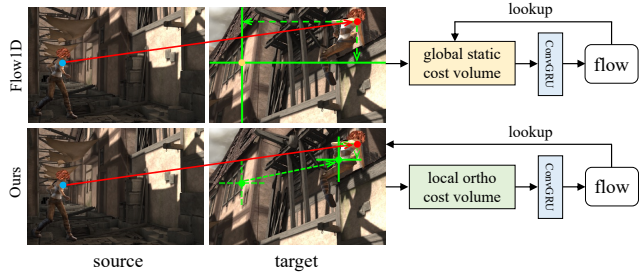 Flow1D
lookup
global static
cost volume
ConvGRU
flow
Ours
lookup
local ortho
cost volume
ConvGRU
flow
source
target